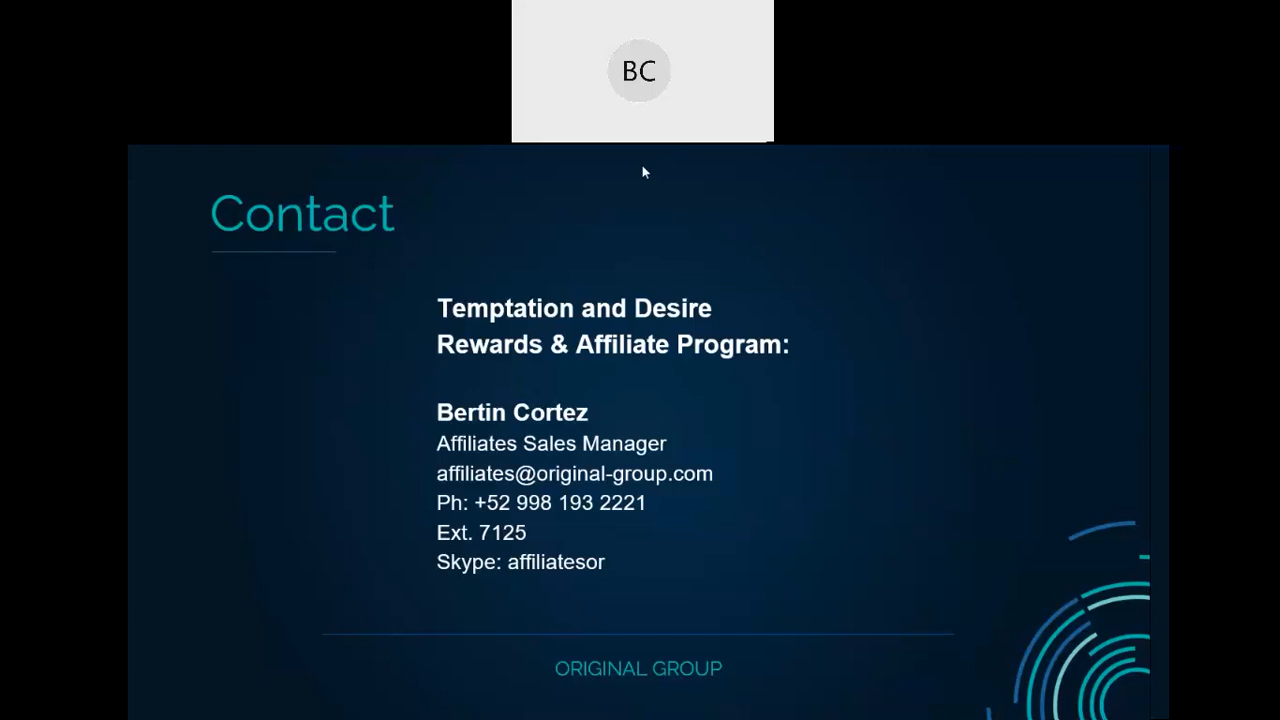 BC
Contact
Temptation and Desire
Rewards & Affiliate Program:
Bertin Cortez
Affiliates Sales Manager
affiliates@original-group.com
Ph: +52 998 193 2221
Ext. 7125
Skype: affiliatesor
ORIGINAL GROUP